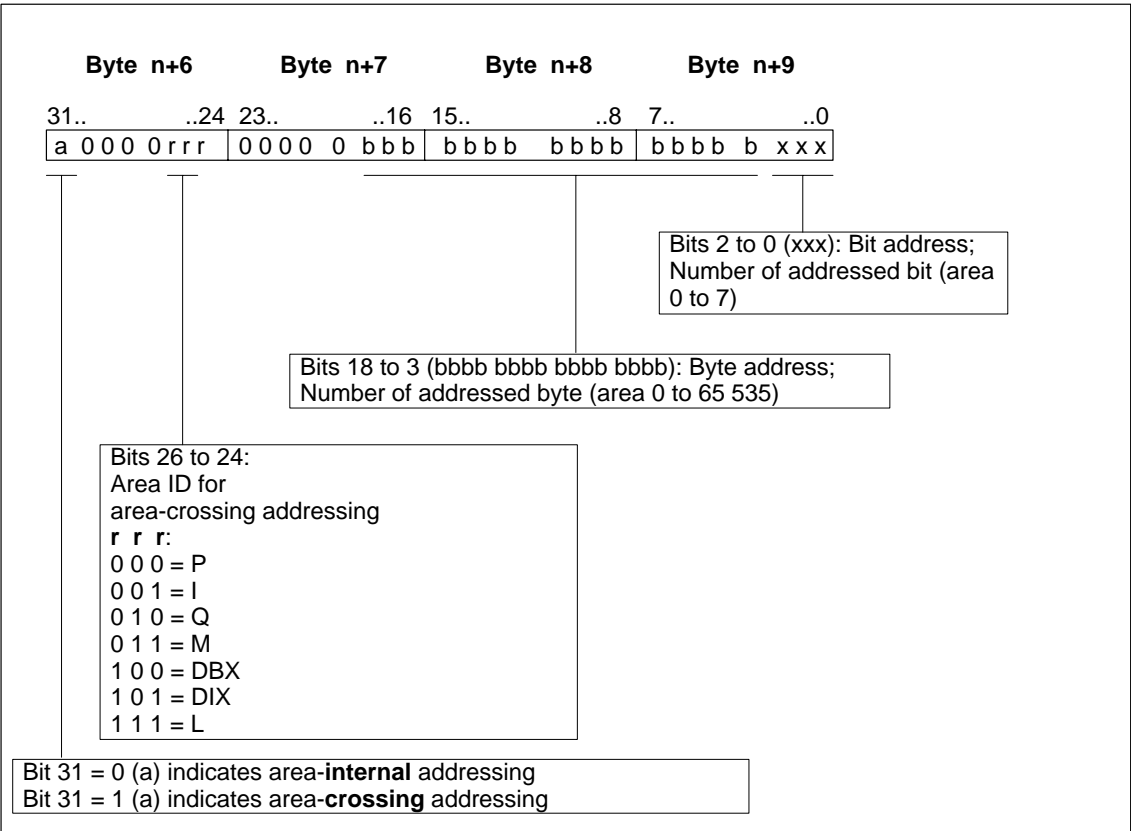 Byte n+6 Byte n+7 Byte n+8 Byte n+9
31.. ..24 23.. ..16 15.. ..8 7.. ..0
a 0 0 0 0 r r r 0 0 0 0 0 b b b b b b b b b b b b b b b b x x x
Bits 2 to 0 (xxx): Bit address;
Number of addressed bit (area
0 to 7)
Bits 18 to 3 (bbbb bbbb bbbb bbbb): Byte address;
Number of addressed byte (area 0 to 65 535)
Bits 26 to 24:
Area ID for
area-crossing addressing
r r r:
0 0 0 = P
0 0 1 = I
0 1 0 = Q
0 1 1 = M
1 0 0 = DBX
1 0 1 = DIX
1 1 1 = L
Bit 31 = 0 (a) indicates area-internal addressing
Bit 31 = 1 (a) indicates area-crossing addressing